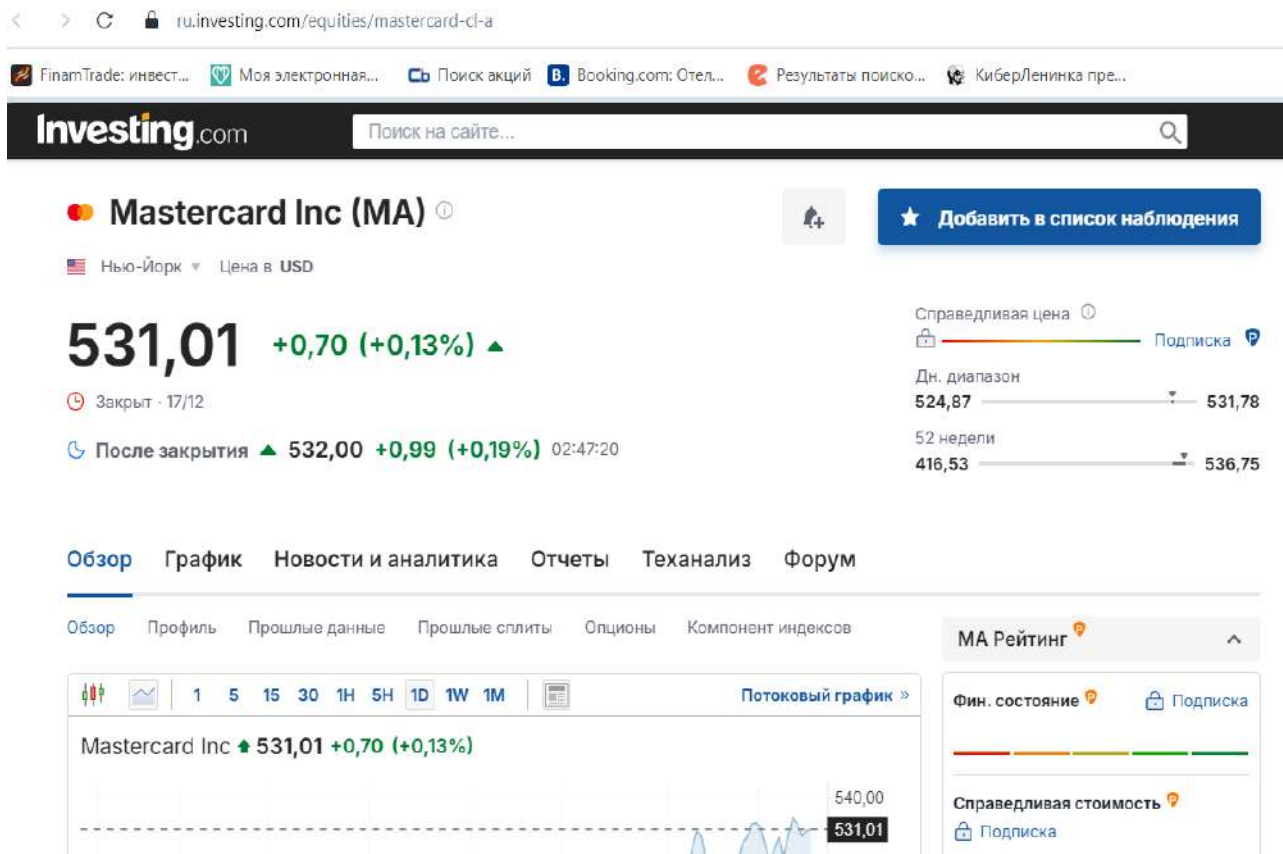 ru.investing.com/equities/mastercard-cl-a
FinamTrade: инвест... Моя электронная... Cb Поиск акций B. Booking.com: Отел... Результаты поиско... КиберЛенинка пре...
Investing.com Поиск на сайте...
Mastercard Inc (MA)
Добавить в список наблюдения
Нью-Йорк Цена в USD
531,01 +0,70 (+0,13%)
Справедливая цена
Подписка
Закрыт · 17/12
Дн. диапазон
524,87 531,78
После закрытия 532,00 +0,99 (+0,19%) 02:47:20
52 недели
416,53 536,75
Обзор График Новости и аналитика Отчеты Теханализ Форум
Обзор Профиль Прошлые данные Прошлые сплиты Опционы Компонент индексов
MA Рейтинг
1 5 15 30 1H 5H 1D 1W 1M Потоковый график »
Фин. состояние Подписка
Mastercard Inc 531,01 +0,70 (+0,13%)
540,00
531,01
Справедливая стоимость
Подписка